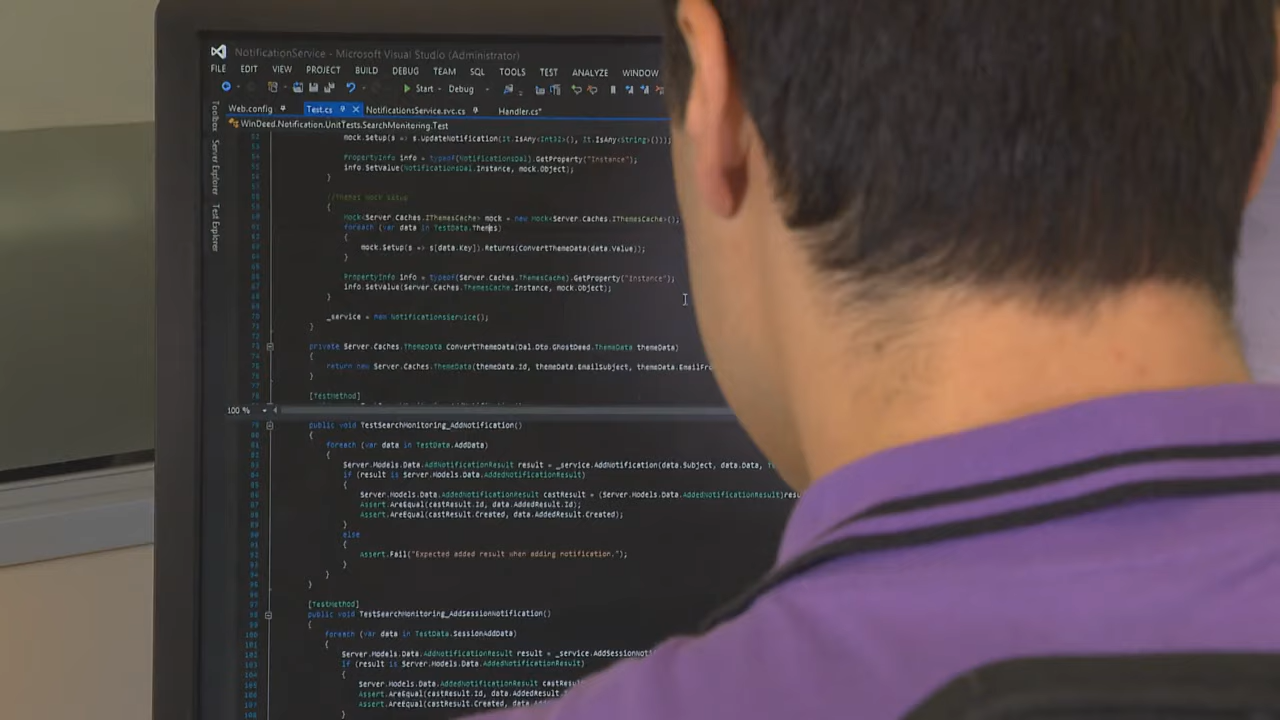 NotificationService - Microsoft Visual Studio (Administrator)
FILE EDIT VIEW PROJECT BUILD DEBUG TEAM SQL TOOLS TEST ANALYZE WINDOW
Start Debug
Web.config Test.cs NotificationsService.svc.cs Handler.cs*
WinDeed.Notification.UnitTests.SearchMonitoring.Test
Toolbox
Server Explorer
Test Explorer
mock.Setup(s => s.UpdateNotification(It.IsAny<Int32>(), It.IsAny<String>()));
PropertyInfo info = typeof(NotificationsDal).GetProperty("Instance");
info.SetValue(NotificationsDal.Instance, mock.Object);
}
//Themes mock setup
{
Mock<Server.Caches.IThemesCache> mock = new Mock<Server.Caches.IThemesCache>();
foreach (var data in TestData.Themes)
{
mock.Setup(s => s[data.Key]).Returns(ConvertThemeData(data.Value));
}
PropertyInfo info = typeof(Server.Caches.ThemesCache).GetProperty("Instance");
info.SetValue(Server.Caches.ThemesCache.Instance, mock.Object);
}
_service = new NotificationsService();
}
private Server.Caches.ThemeData ConvertThemeData(Dal.Dto.GhostDeed.ThemeData themeData)
{
return new Server.Caches.ThemeData(themeData.Id, themeData.EmailSubject, themeData.EmailFro
}
[TestMethod]
100 %
public void TestSearchMonitoring_AddNotification()
{
foreach (var data in TestData.AddData)
{
Server.Models.Data.AddNotificationResult result = _service.AddNotification(data.Subject, data.Data,
if (result is Server.Models.Data.AddedNotificationResult)
{
Server.Models.Data.AddedNotificationResult castResult = (Server.Models.Data.AddedNotificationResult)resu
Assert.AreEqual(castResult.Id, data.AddedResult.Id);
Assert.AreEqual(castResult.Created, data.AddedResult.Created);
}
else
{
Assert.Fail("Expected added result when adding notification.");
}
}
}
[TestMethod]
public void TestSearchMonitoring_AddSessionNotification()
{
foreach (var data in TestData.SessionAddData)
{
Server.Models.Data.AddNotificationResult result = _service.AddSessionNoti
if (result is Server.Models.Data.AddedNotificationResult)
{
Server.Models.Data.AddedNotificationResult castResul
Assert.AreEqual(castResult.Id, data.AddedResult.I
Assert.AreEqual(castResult.Created, data.Ad
}